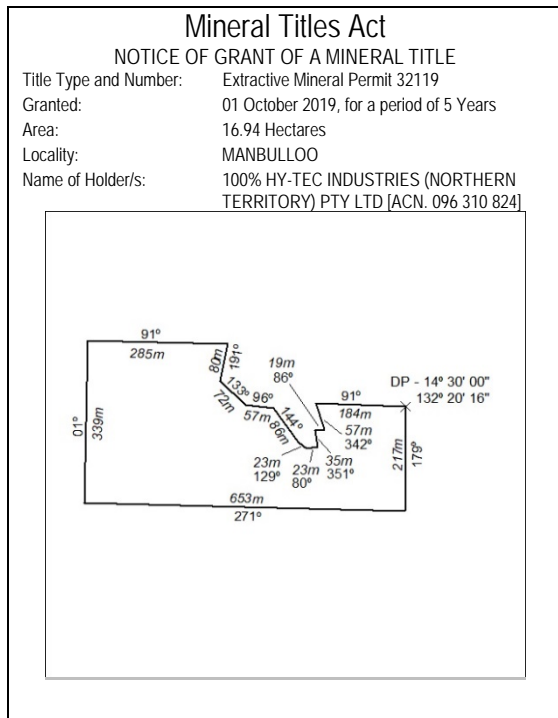 Mineral Titles Act
NOTICE OF GRANT OF A MINERAL TITLE
Title Type and Number: Extractive Mineral Permit 32119
Granted: 01 October 2019, for a period of 5 Years
Area: 16.94 Hectares
Locality: MANBULLOO
Name of Holder/s: 100% HY-TEC INDUSTRIES (NORTHERN
TERRITORY) PTY LTD [ACN. 096 310 824]
91º
285m
80m
191º
19m
86º
133º
72m
96º
57m
144º
86m
91º
184m
DP - 14º 30' 00"
132º 20' 16"
57m
342º
01º
339m
217m
179º
23m
129º
23m
80º
35m
351º
653m
271º